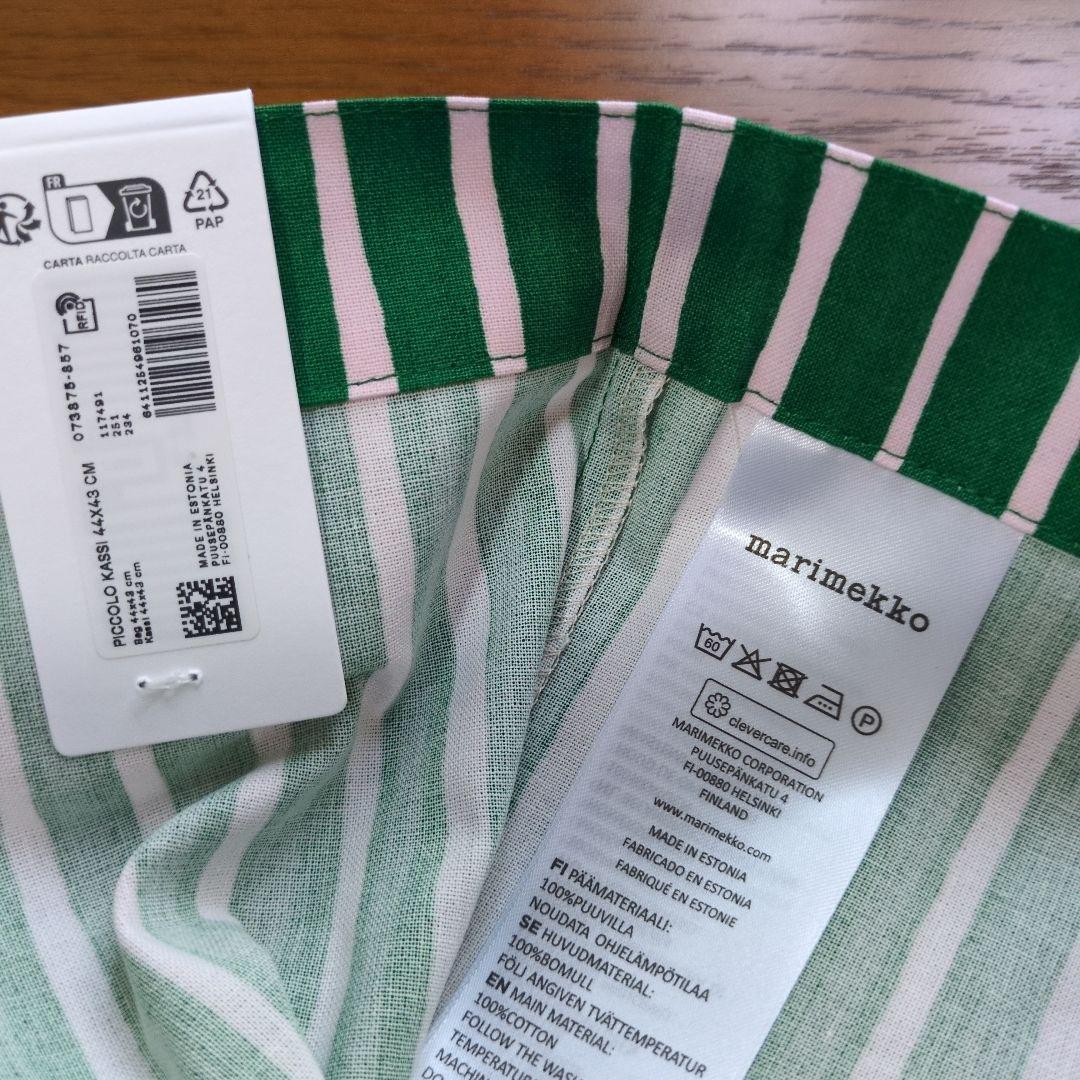 FR
21
PAP
CARTA RACCOLTA CARTA
RFID
073875-857
117491
251
234
6411254961070
PICCOLO KASSI 44X43 CM
Bag 44x43 cm
Kassi 44x43 cm
MADE IN ESTONIA
PUUSEPÄNKATU 4
FI-00880 HELSINKI
marimekko
60
P
clevercare.info
MARIMEKKO CORPORATION
PUUSEPÄNKATU 4
FI-00880 HELSINKI
FINLAND
www.marimekko.com
MADE IN ESTONIA
FABRICADO EN ESTONIA
FABRIQUÉ EN ESTONIE
FI PÄÄMATERIAALI:
100%PUUVILLA
NOUDATA OHJELÄMPÖTILAA
SE HUVUDMATERIAL:
100%BOMULL
FÖLJ ANGIVEN TVÄTTEMPERATUR
EN MAIN MATERIAL:
100%COTTON
FOLLOW THE WASH